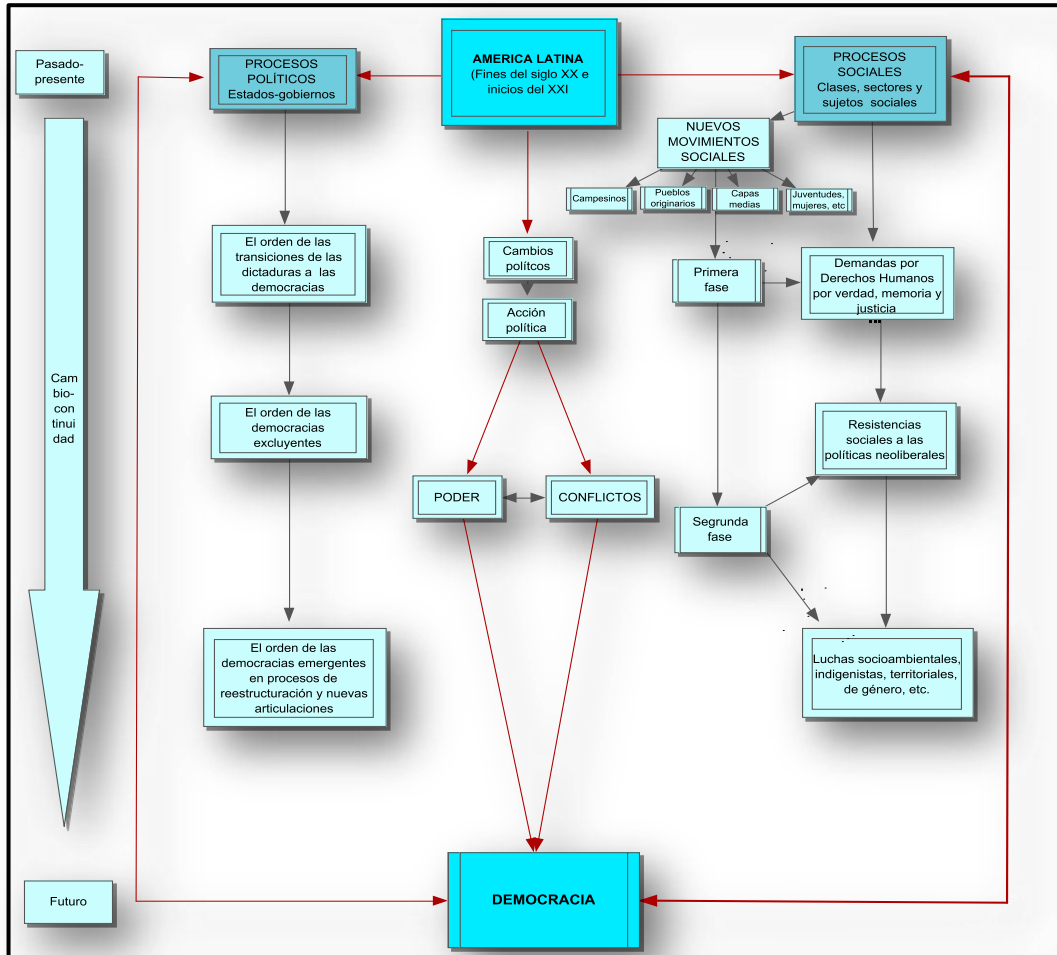 Pasado-
presente
PROCESOS
POLÍTICOS
Estados-gobiernos
AMERICA LATINA
(Fines del siglo XX e
inicios del XXI
PROCESOS
SOCIALES
Clases, sectores y
sujetos sociales
NUEVOS
MOVIMIENTOS
SOCIALES
Campesinos
Pueblos
originarios
Capas
medias
Juventudes,
mujeres, etc
El orden de las
transiciones de las
dictaduras a las
democracias
Cambios
polítcos
Acción
política
Primera
fase
Demandas por
Derechos Humanos
por verdad, memoria y
justicia
Cam
bio-
con
tinui
dad
El orden de las
democracias
excluyentes
Resistencias
sociales a las
políticas neoliberales
PODER
CONFLICTOS
Segrunda
fase
El orden de las
democracias emergentes
en procesos de
reestructuración y nuevas
articulaciones
Luchas socioambientales,
indigenistas, territoriales,
de género, etc.
Futuro
DEMOCRACIA